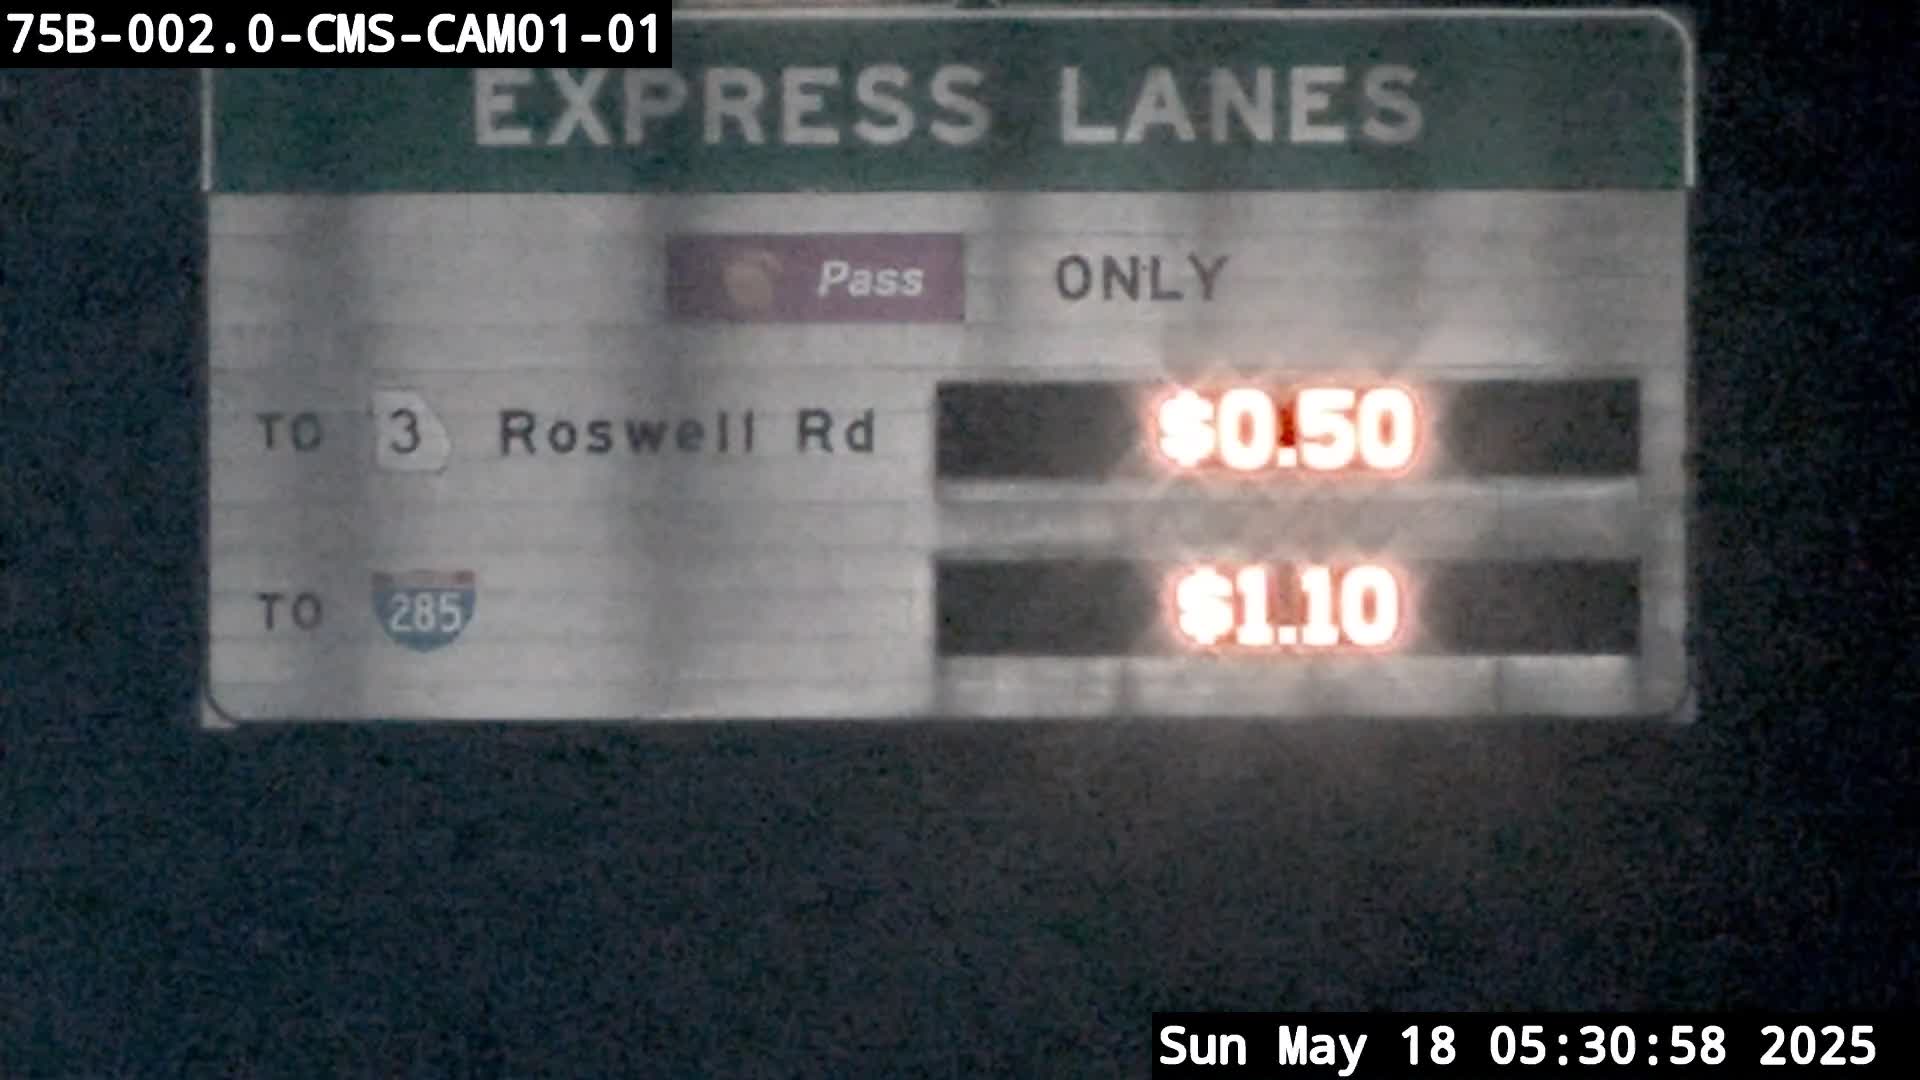 75B-002.0-CMS-CAM01-01
EXPRESS LANES
Pass ONLY
TO 3 Roswell Rd $0.50
TO 285 $1.10
Sun May 18 05:30:58 2025